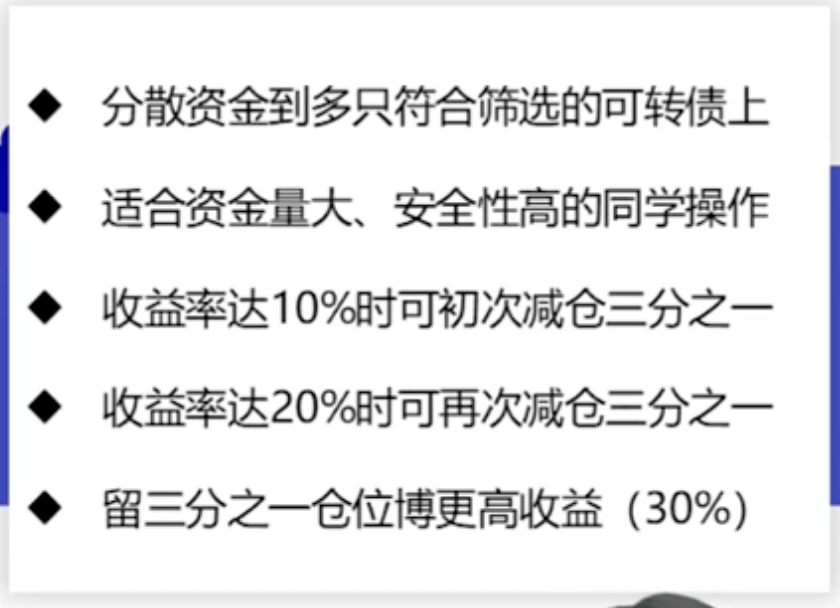 ◆ 分散资金到多只符合筛选的可转债上
◆ 适合资金量大、安全性高的同学操作
◆ 收益率达10%时可初次减仓三分之一
◆ 收益率达20%时可再次减仓三分之一
◆ 留三分之一仓位博更高收益（30%）